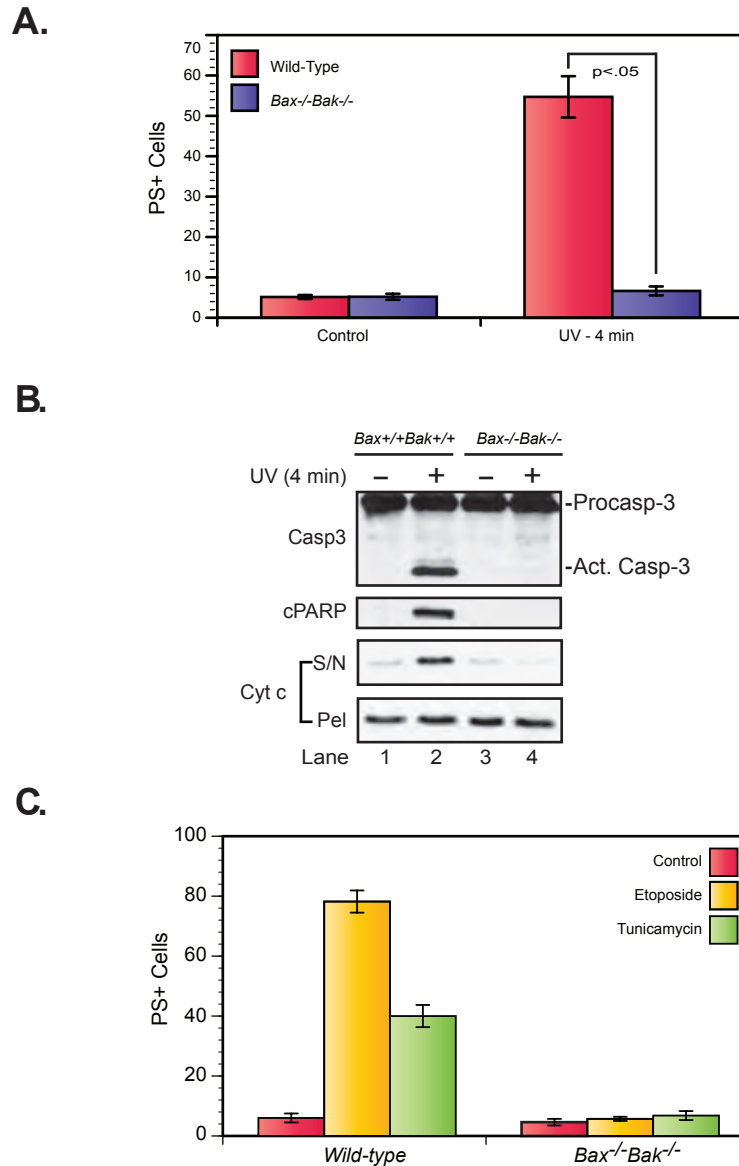 A.
70
60
50
40
30
20
10
0
PS+ Cells
Wild-Type
Bax-/-Bak-/-
p<.05
Control
UV - 4 min
B.
Bax+/+Bak+/+ Bax-/-Bak-/-
UV (4 min) – + – +
Casp3
-Procasp-3
-Act. Casp-3
cPARP
Cyt c
S/N
Pel
Lane 1 2 3 4
C.
100
80
60
40
20
0
PS+ Cells
Control
Etoposide
Tunicamycin
Wild-type
Bax-/-Bak-/-